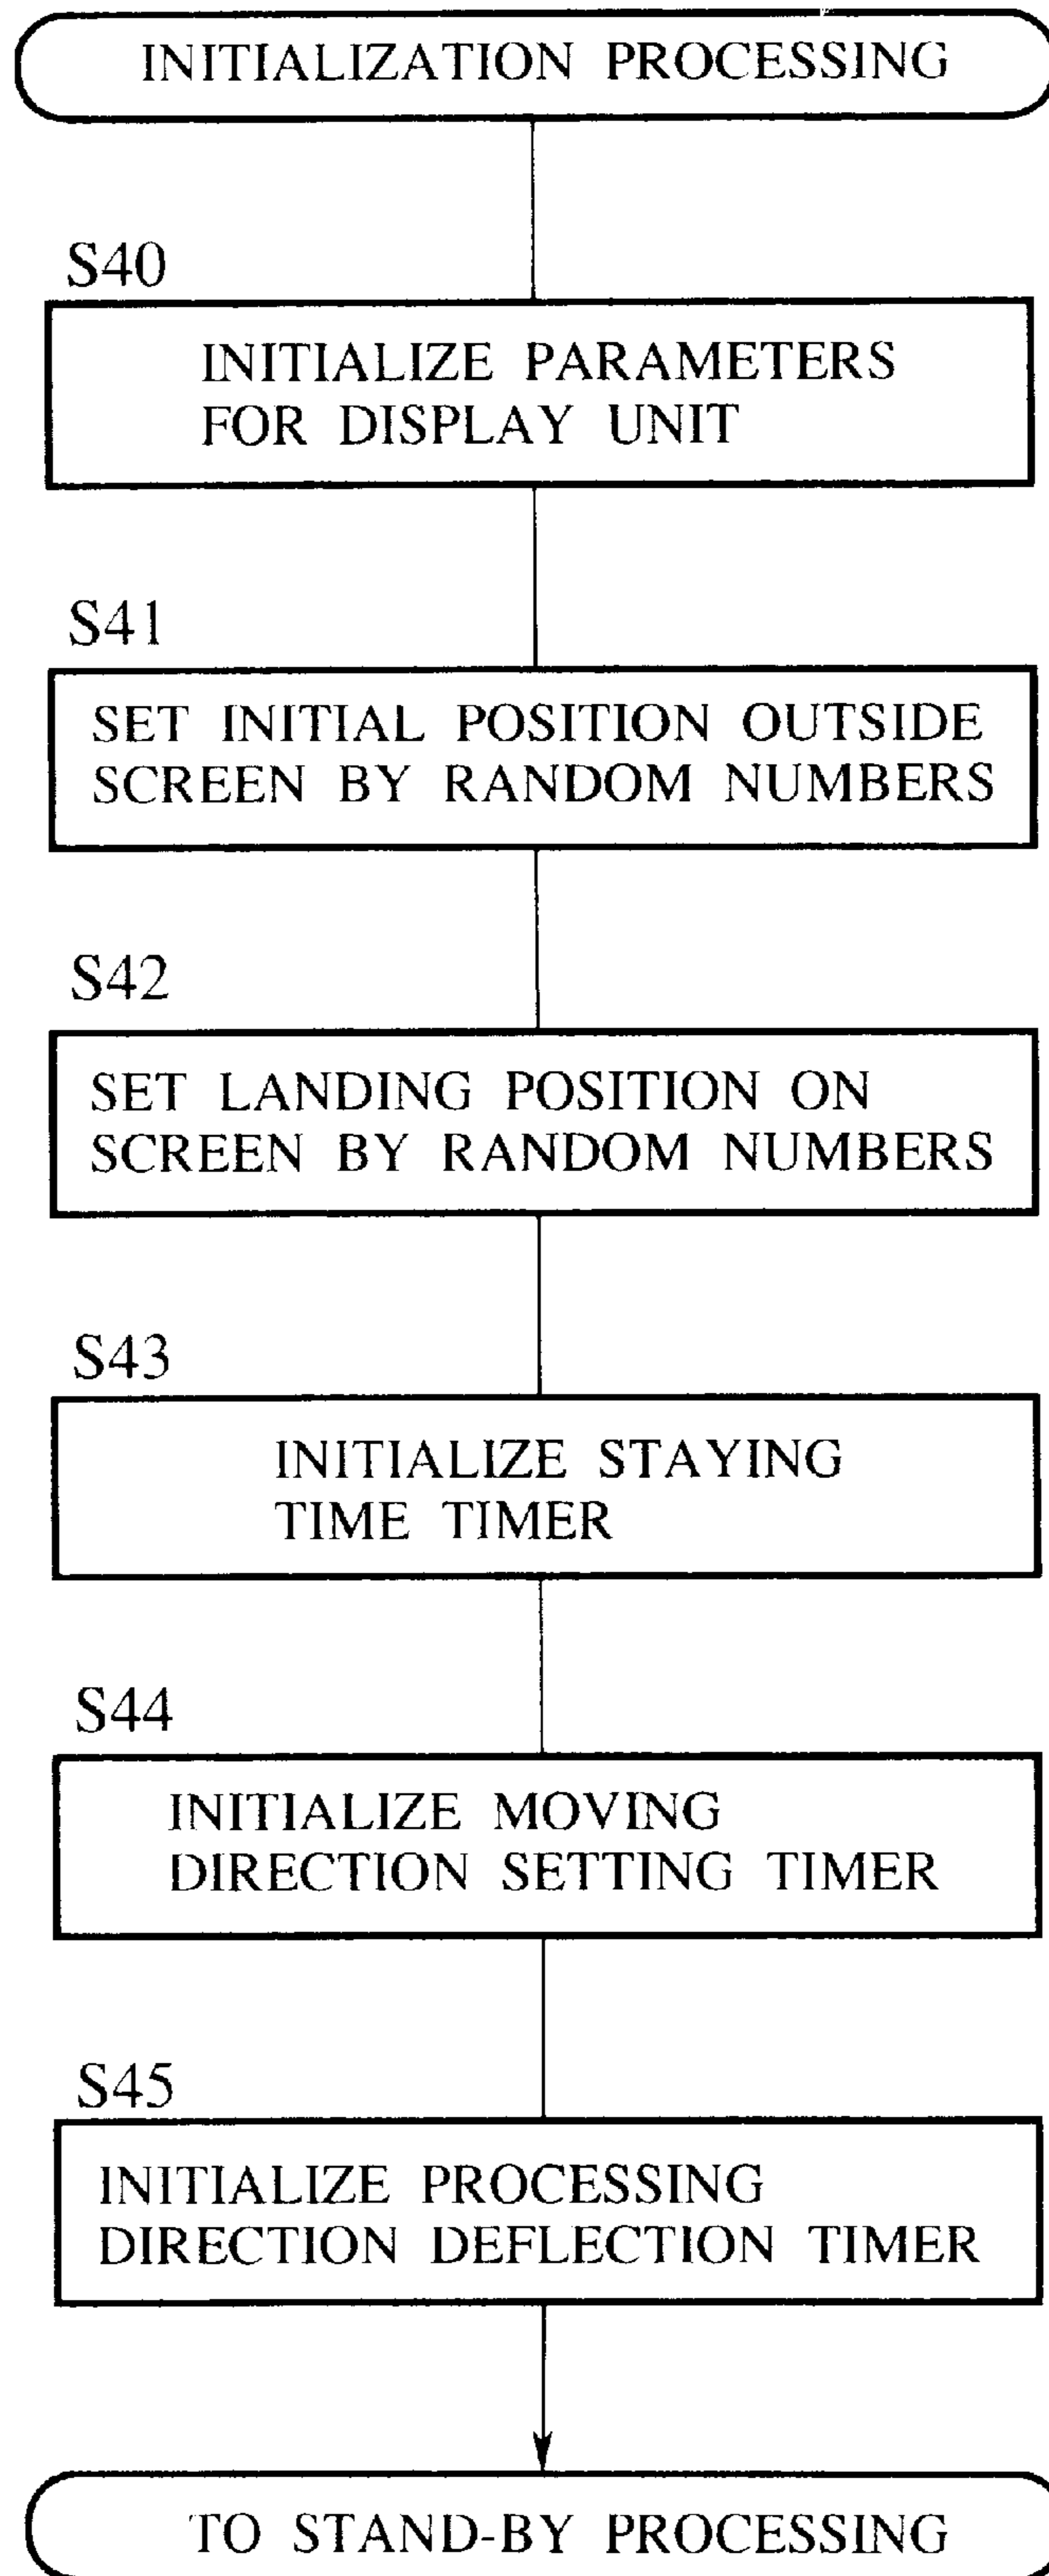 INITIALIZATION PROCESSING
S40
INITIALIZE PARAMETERS
FOR DISPLAY UNIT
S41
SET INITIAL POSITION OUTSIDE
SCREEN BY RANDOM NUMBERS
S42
SET LANDING POSITION ON
SCREEN BY RANDOM NUMBERS
S43
INITIALIZE STAYING
TIME TIMER
S44
INITIALIZE MOVING
DIRECTION SETTING TIMER
S45
INITIALIZE PROCESSING
DIRECTION DEFLECTION TIMER
TO STAND-BY PROCESSING